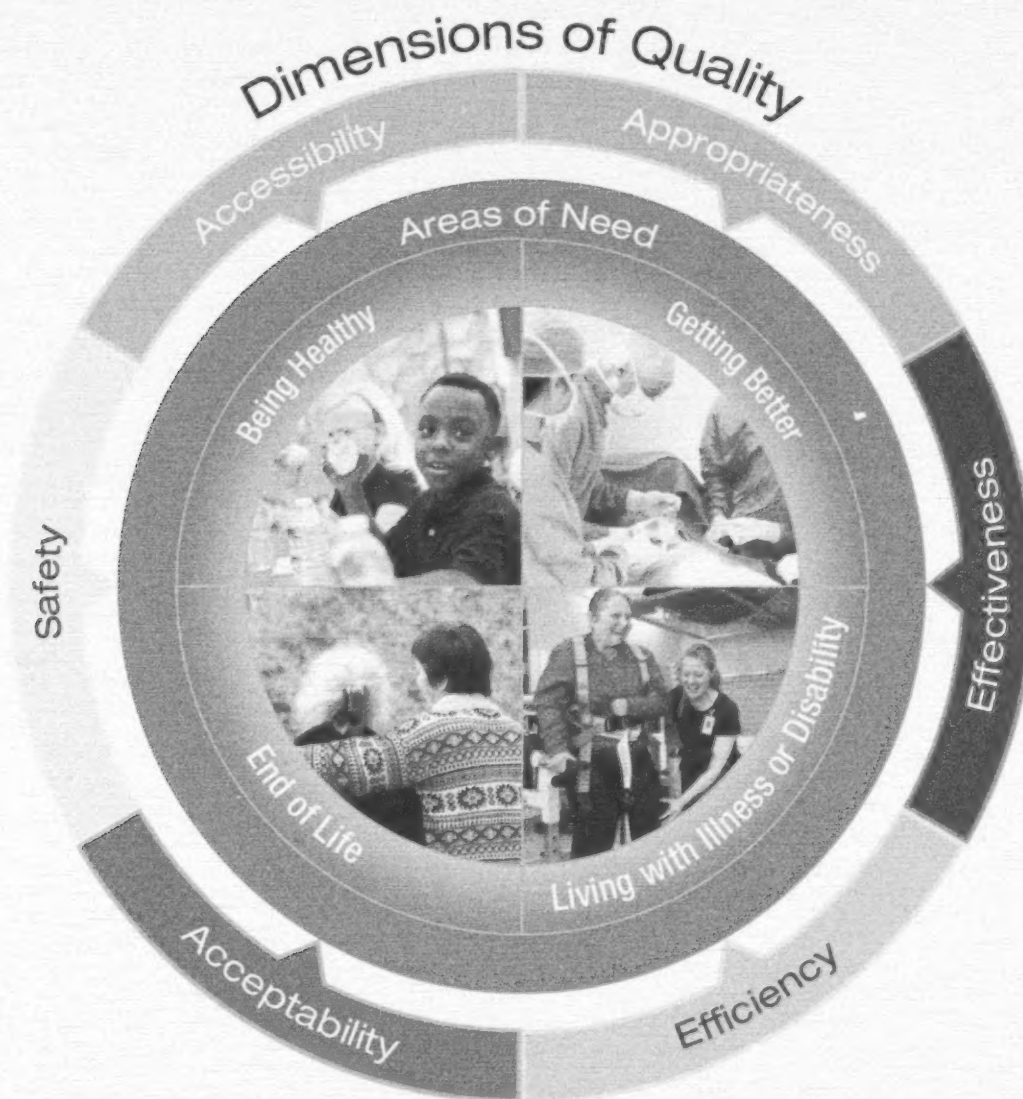 Dimensions of Quality
Accessibility
Appropriateness
Effectiveness
Efficiency
Acceptability
Safety
Areas of Need
Being Healthy
Getting Better
Living with Illness or Disability
End of Life